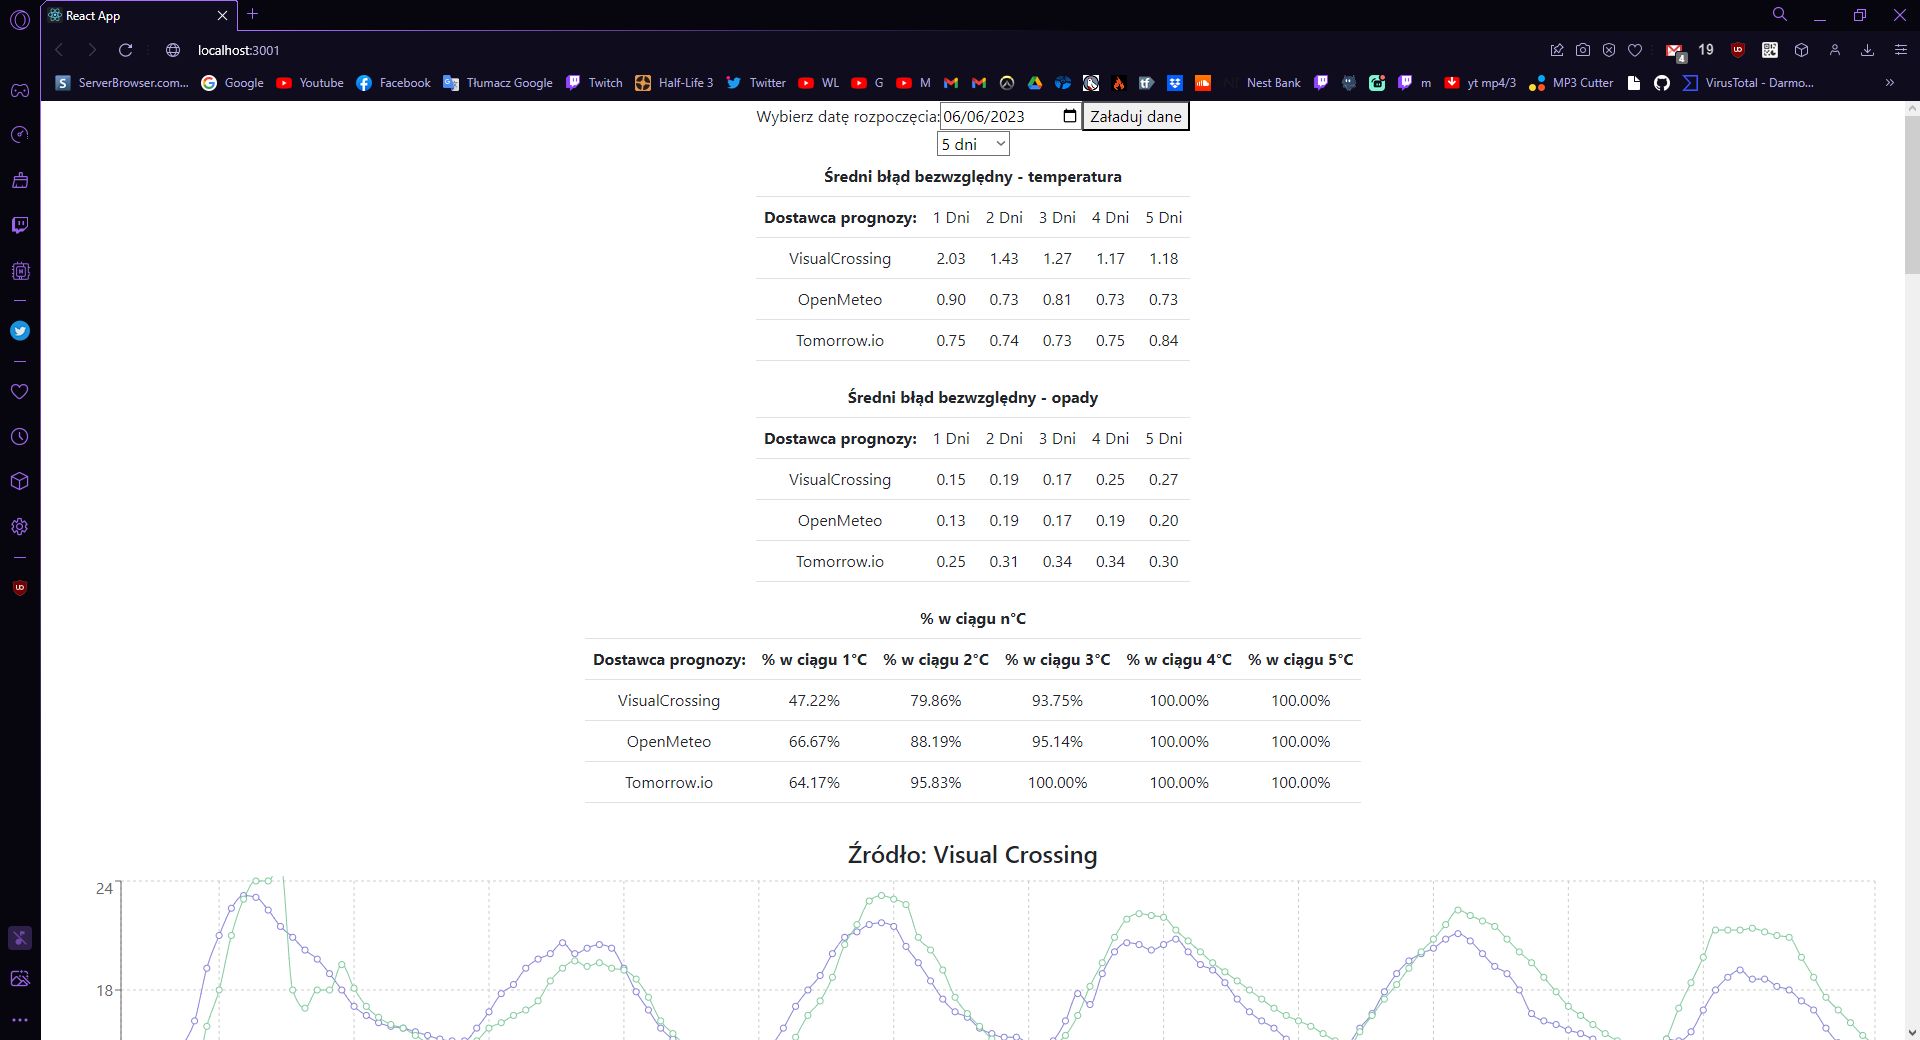 React App
localhost:3001
4
19
ServerBrowser.com... Google Youtube Facebook Tłumacz Google Twitch Half-Life 3 Twitter WL G M Nest Bank m yt mp4/3 MP3 Cutter VirusTotal - Darmo... »
Wybierz datę rozpoczęcia: 06/06/2023 Załaduj dane
5 dni
Średni błąd bezwzględny - temperatura
Dostawca prognozy: 1 Dni 2 Dni 3 Dni 4 Dni 5 Dni
VisualCrossing 2.03 1.43 1.27 1.17 1.18
OpenMeteo 0.90 0.73 0.81 0.73 0.73
Tomorrow.io 0.75 0.74 0.73 0.75 0.84
Średni błąd bezwzględny - opady
Dostawca prognozy: 1 Dni 2 Dni 3 Dni 4 Dni 5 Dni
VisualCrossing 0.15 0.19 0.17 0.25 0.27
OpenMeteo 0.13 0.19 0.17 0.19 0.20
Tomorrow.io 0.25 0.31 0.34 0.34 0.30
% w ciągu n°C
Dostawca prognozy: % w ciągu 1°C % w ciągu 2°C % w ciągu 3°C % w ciągu 4°C % w ciągu 5°C
VisualCrossing 47.22% 79.86% 93.75% 100.00% 100.00%
OpenMeteo 66.67% 88.19% 95.14% 100.00% 100.00%
Tomorrow.io 64.17% 95.83% 100.00% 100.00% 100.00%
Źródło: Visual Crossing
24
18